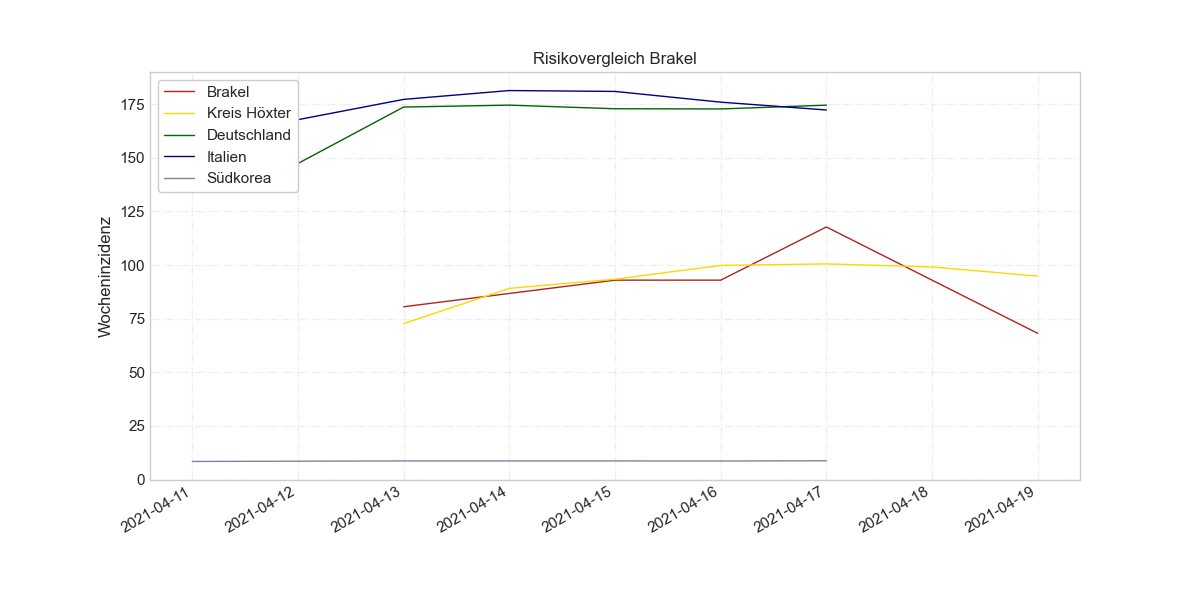 Risikovergleich Brakel
Brakel
Kreis Höxter
Deutschland
Italien
Südkorea
Wocheninzidenz
175
150
125
100
75
50
25
0
2021-04-11
2021-04-12
2021-04-13
2021-04-14
2021-04-15
2021-04-16
2021-04-17
2021-04-18
2021-04-19